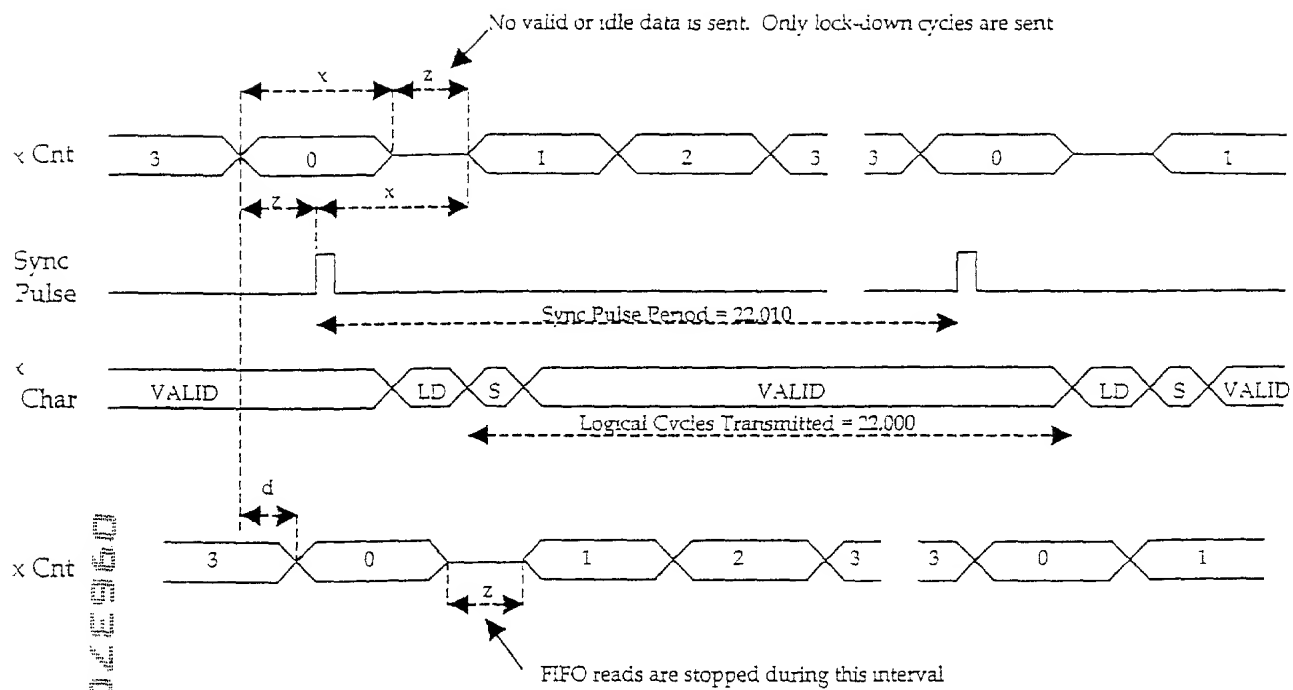 No valid or idle data is sent. Only lock-down cycles are sent
x z
x Cnt 3 0 1 2 3 3 0 1
z x
Sync
Pulse
Sync Pulse Period = 22.010
x
Char VALID LD S VALID LD S VALID
Logical Cycles Transmitted = 22.000
d
x Cnt 3 0 1 2 3 3 0 1
z
FIFO reads are stopped during this interval